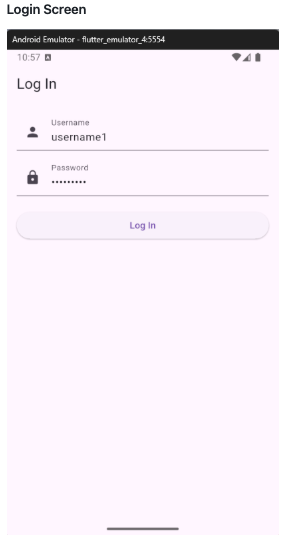 Login Screen
Android Emulator - flutter_emulator_4:5554
10:57 A
Log In
Username
username1
Password
•••••••••
Log In